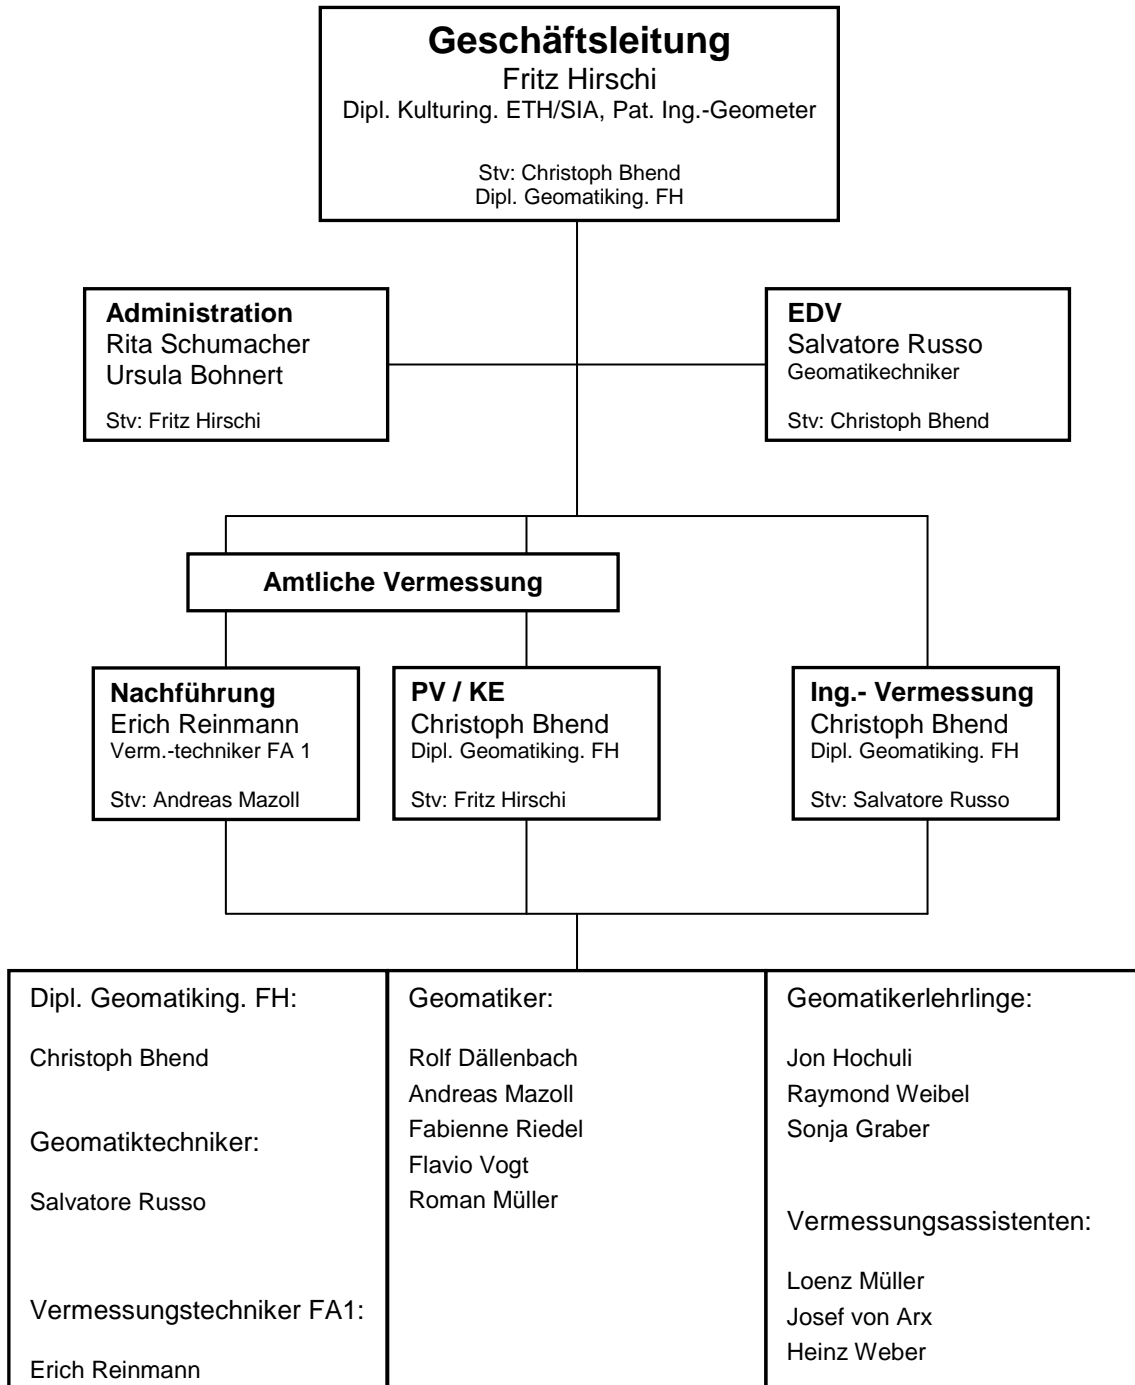 Geschäftsleitung
Fritz Hirschi
Dipl. Kulturing. ETH/SIA, Pat. Ing.-Geometer
Stv: Christoph Bhend
Dipl. Geomatiking. FH
Administration
Rita Schumacher
Ursula Bohnert
Stv: Fritz Hirschi
EDV
Salvatore Russo
Geomatikechniker
Stv: Christoph Bhend
Amtliche Vermessung
Nachführung
Erich Reinmann
Verm.-techniker FA 1
Stv: Andreas Mazoll
PV / KE
Christoph Bhend
Dipl. Geomatiking. FH
Stv: Fritz Hirschi
Ing.- Vermessung
Christoph Bhend
Dipl. Geomatiking. FH
Stv: Salvatore Russo
Dipl. Geomatiking. FH:
Christoph Bhend
Geomatiktechniker:
Salvatore Russo
Vermessungstechniker FA1:
Erich Reinmann
Geomatiker:
Rolf Dällenbach
Andreas Mazoll
Fabienne Riedel
Flavio Vogt
Roman Müller
Geomatikerlehrlinge:
Jon Hochuli
Raymond Weibel
Sonja Graber
Vermessungsassistenten:
Loenz Müller
Josef von Arx
Heinz Weber